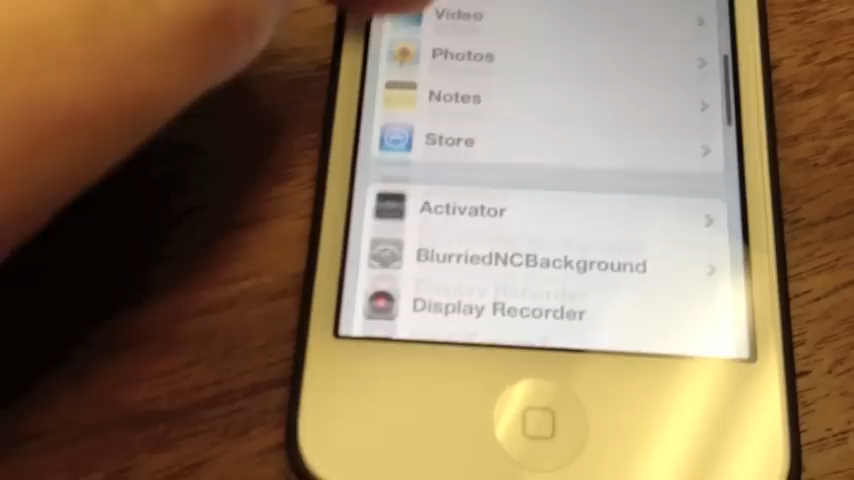 Video
Photos
Notes
Store
Activator
BlurriedNCBackground
Display Recorder